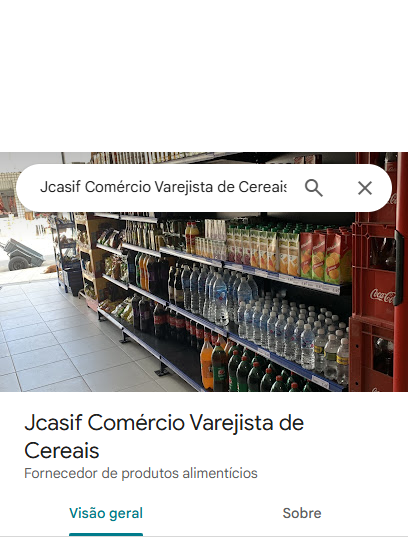 Jcasif Comércio Varejista de Cereais
Coca-Cola
Jcasif Comércio Varejista de
Cereais
Fornecedor de produtos alimentícios
Visão geral
Sobre